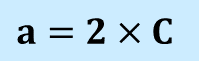 a = 2 × C